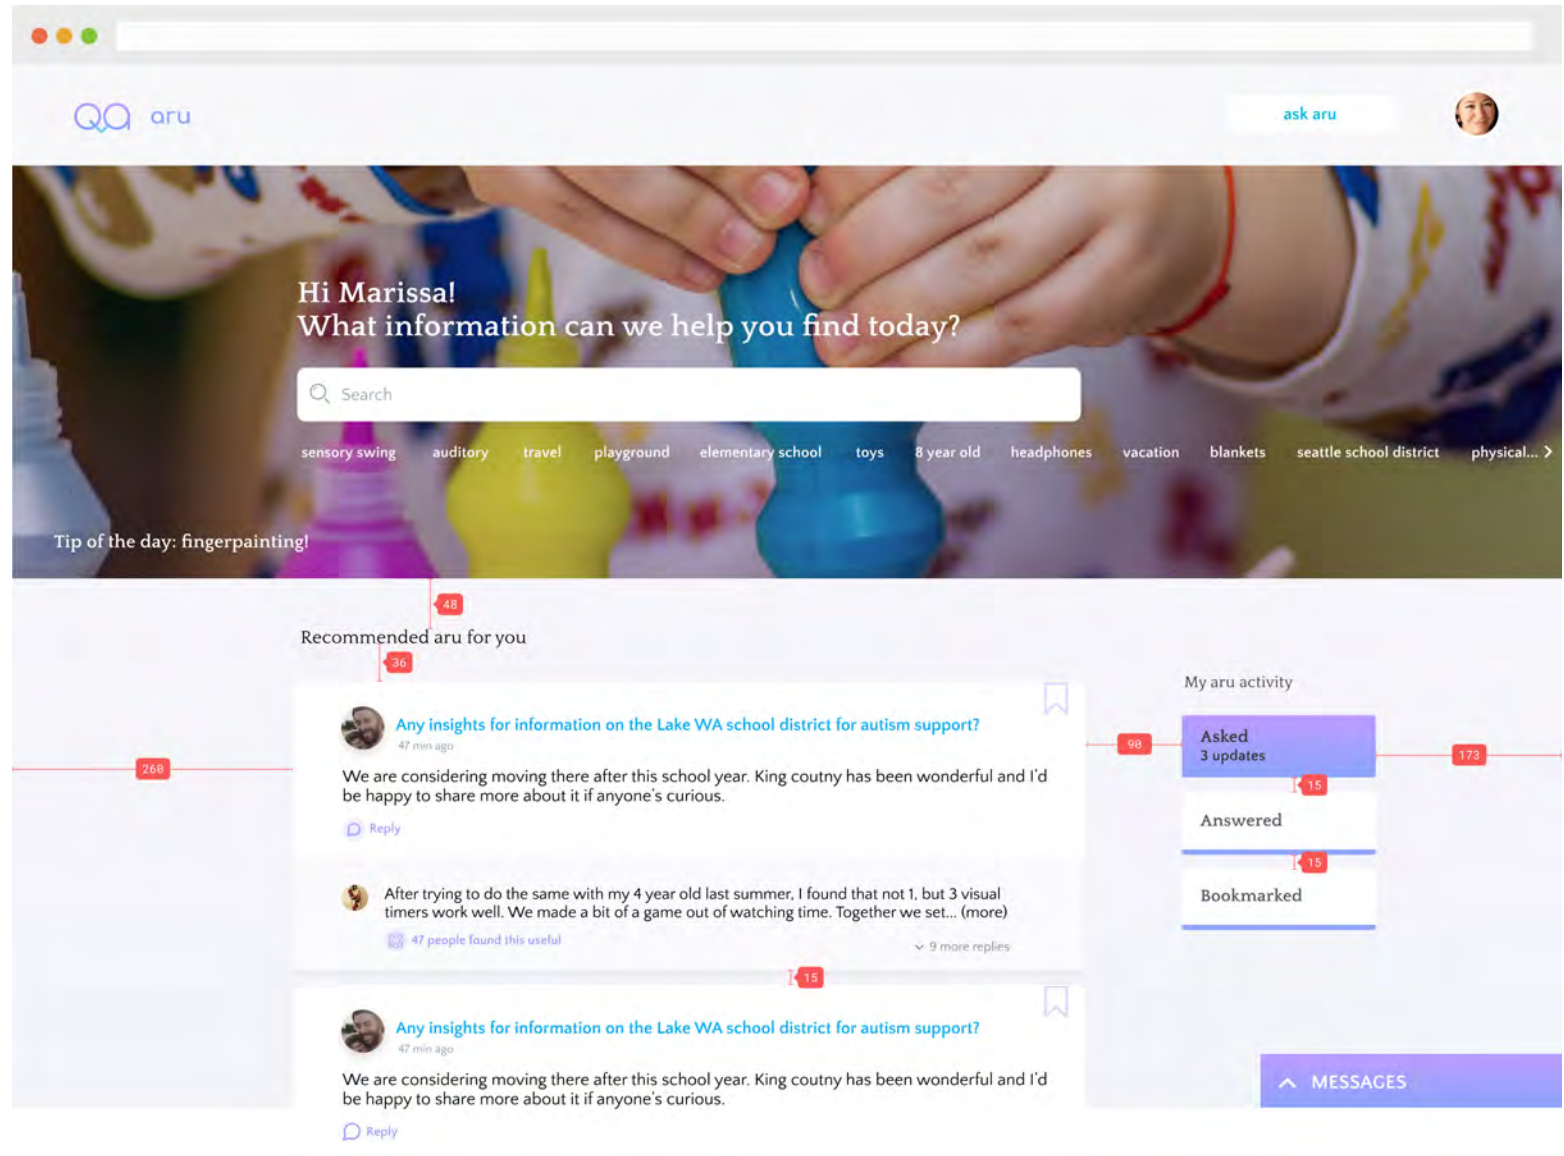 QA aru
ask aru
Hi Marissa!
What information can we help you find today?
Search
sensory swing auditory travel playground elementary school toys 8 year old headphones vacation blankets seattle school district physical...
Tip of the day: fingerpainting!
48
Recommended aru for you
36
Any insights for information on the Lake WA school district for autism support?
47 min ago
260
We are considering moving there after this school year. King coutny has been wonderful and I'd
be happy to share more about it if anyone's curious.
Reply
After trying to do the same with my 4 year old last summer, I found that not 1, but 3 visual
timers work well. We made a bit of a game out of watching time. Together we set... (more)
47 people found this useful
9 more replies
15
Any insights for information on the Lake WA school district for autism support?
47 min ago
We are considering moving there after this school year. King coutny has been wonderful and I'd
be happy to share more about it if anyone's curious.
Reply
My aru activity
90
Asked
3 updates
173
15
Answered
15
Bookmarked
MESSAGES